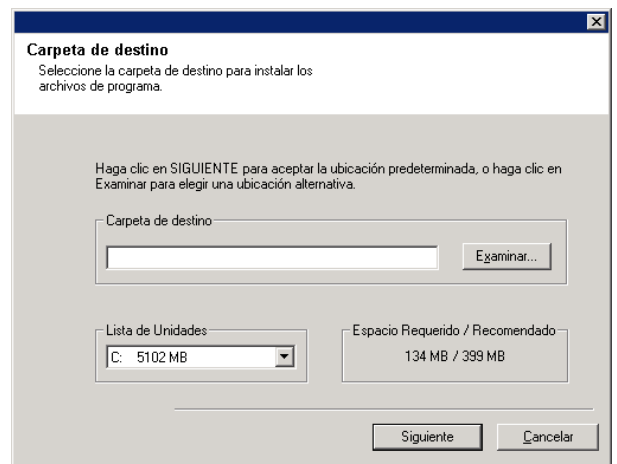 Carpeta de destino
Seleccione la carpeta de destino para instalar los
archivos de programa.
Haga clic en SIGUIENTE para aceptar la ubicación predeterminada, o haga clic en
Examinar para elegir una ubicación alternativa.
Carpeta de destino
Examinar...
Lista de Unidades
C: 5102 MB
Espacio Requerido / Recomendado
134 MB / 399 MB
Siguiente
Cancelar